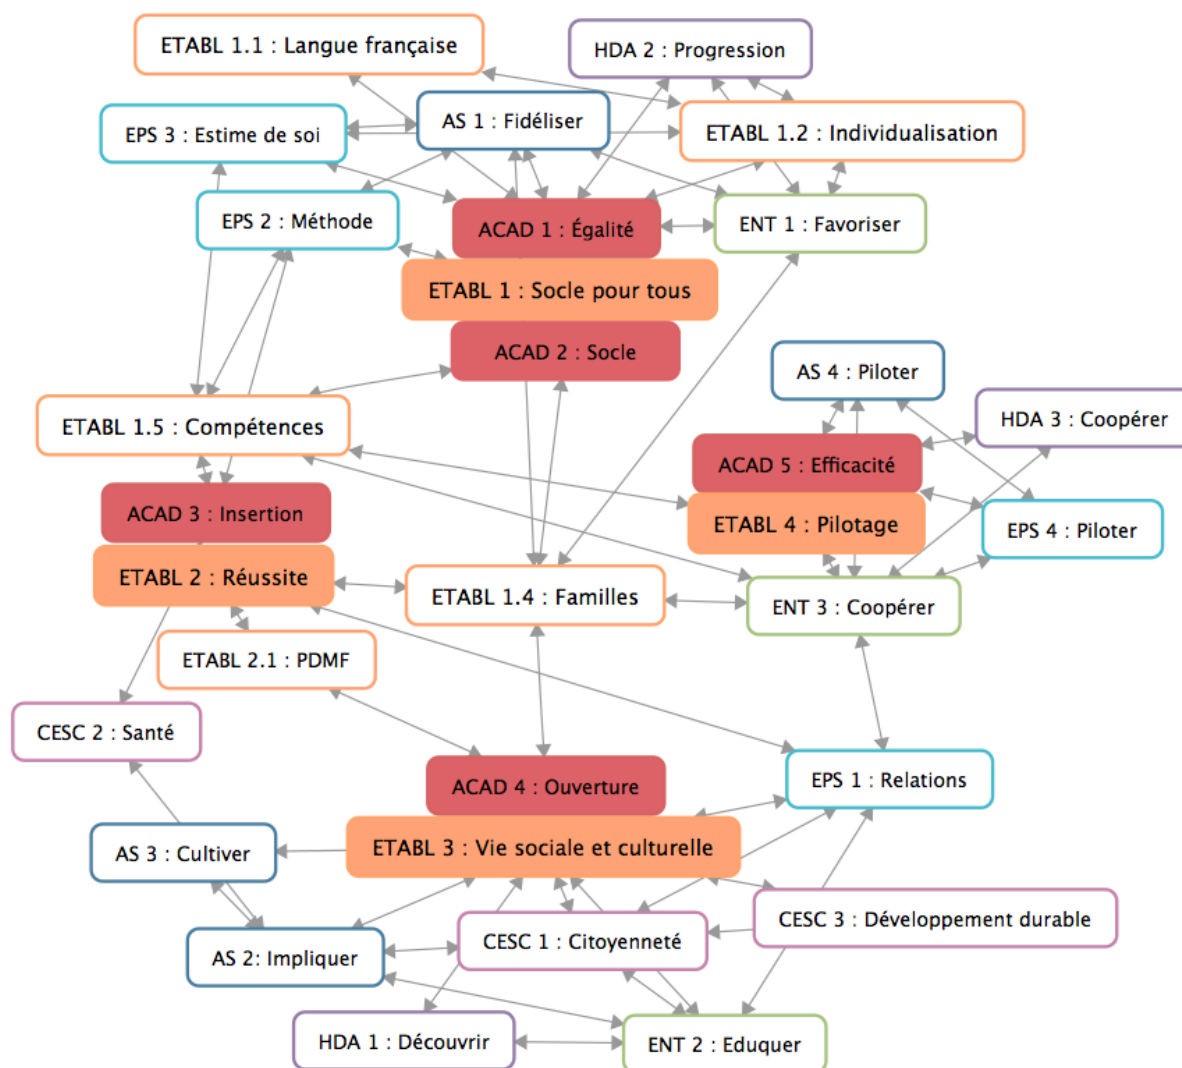 ETABL 1.1 : Langue française
HDA 2 : Progression
AS 1 : Fidéliser
EPS 3 : Estime de soi
ETABL 1.2 : Individualisation
EPS 2 : Méthode
ACAD 1 : Égalité
ENT 1 : Favoriser
ETABL 1 : Socle pour tous
ACAD 2 : Socle
AS 4 : Piloter
ETABL 1.5 : Compétences
HDA 3 : Coopérer
ACAD 5 : Efficacité
ACAD 3 : Insertion
ETABL 4 : Pilotage
EPS 4 : Piloter
ETABL 2 : Réussite
ETABL 1.4 : Familles
ENT 3 : Coopérer
ETABL 2.1 : PDMF
CESC 2 : Santé
EPS 1 : Relations
ACAD 4 : Ouverture
AS 3 : Cultiver
ETABL 3 : Vie sociale et culturelle
CESC 3 : Développement durable
CESC 1 : Citoyenneté
AS 2: Impliquer
HDA 1 : Découvrir
ENT 2 : Eduquer